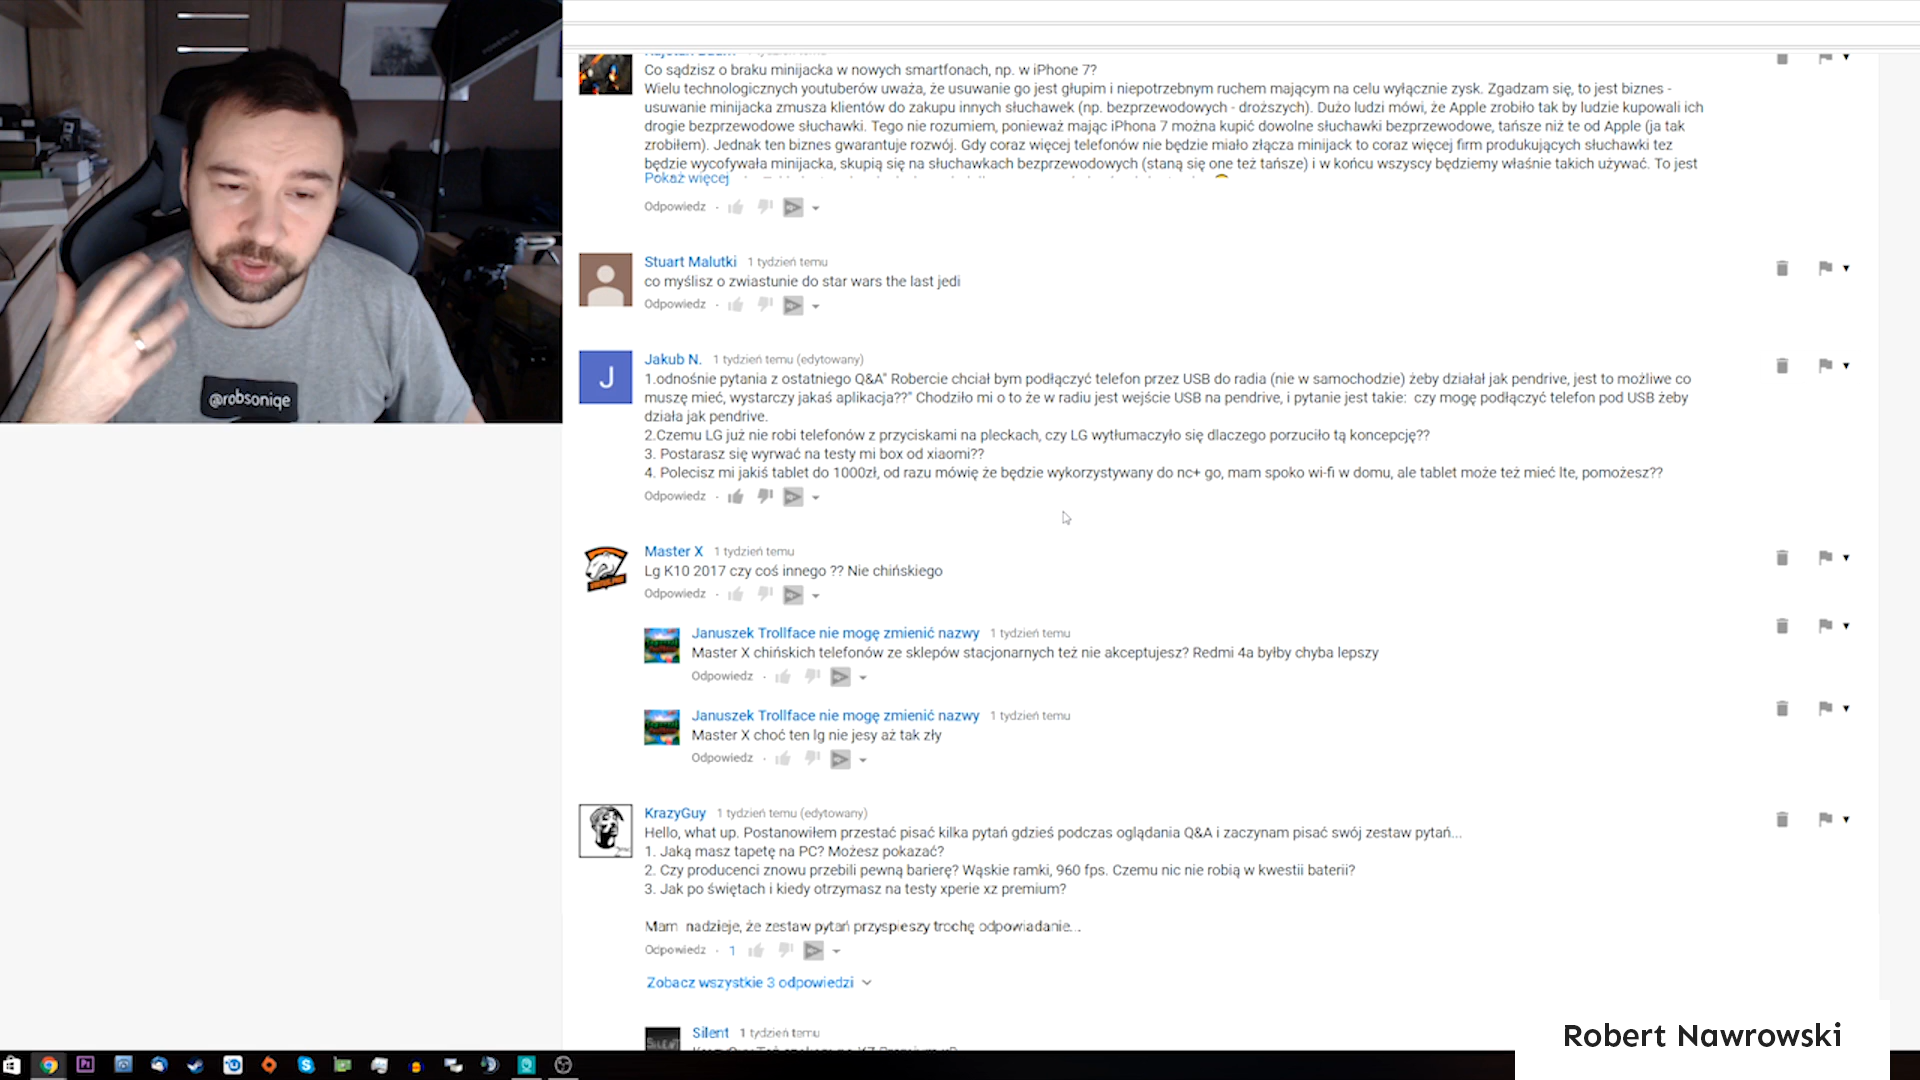 POWERLUX
@robsoniqe
1 tydzień temu
Co sądzisz o braku minijacka w nowych smartfonach, np. w iPhone 7?
Wielu technologicznych youtuberów uważa, że usuwanie go jest głupim i niepotrzebnym ruchem mającym na celu wyłącznie zysk. Zgadzam się, to jest biznes -
usuwanie minijacka zmusza klientów do zakupu innych słuchawek (np. bezprzewodowych - droższych). Dużo ludzi mówi, że Apple zrobiło tak by ludzie kupowali ich
drogie bezprzewodowe słuchawki. Tego nie rozumiem, ponieważ mając iPhona 7 można kupić dowolne słuchawki bezprzewodowe, tańsze niż te od Apple (ja tak
zrobiłem). Jednak ten biznes gwarantuje rozwój. Gdy coraz więcej telefonów nie będzie miało złącza minijack to coraz więcej firm produkujących słuchawki też
będzie wycofywała minijacka, skupią się na słuchawkach bezprzewodowych (staną się one też tańsze) i w końcu wszyscy będziemy właśnie takich używać. To jest
Pokaż więcej
Odpowiedz
Stuart Malutki 1 tydzień temu
co myślisz o zwiastunie do star wars the last jedi
Odpowiedz
J
Jakub N. 1 tydzień temu (edytowany)
1.odnośnie pytania z ostatniego Q&A" Robercie chciał bym podłączyć telefon przez USB do radia (nie w samochodzie) żeby działał jak pendrive, jest to możliwe co
muszę mieć, wystarczy jakaś aplikacja??" Chodziło mi o to że w radiu jest wejście USB na pendrive, i pytanie jest takie: czy mogę podłączyć telefon pod USB żeby
działa jak pendrive.
2.Czemu LG już nie robi telefonów z przyciskami na pleckach, czy LG wytłumaczyło się dlaczego porzuciło tą koncepcję??
3. Postarasz się wyrwać na testy mi box od xiaomi??
4. Polecisz mi jakiś tablet do 1000zł, od razu mówię że będzie wykorzystywany do nc+ go, mam spoko wi-fi w domu, ale tablet może też mieć lte, pomożesz??
Odpowiedz
Master X 1 tydzień temu
Lg K10 2017 czy coś innego ?? Nie chińskiego
Odpowiedz
Januszek Trollface nie mogę zmienić nazwy 1 tydzień temu
Master X chińskich telefonów ze sklepów stacjonarnych też nie akceptujesz? Redmi 4a byłby chyba lepszy
Odpowiedz
Januszek Trollface nie mogę zmienić nazwy 1 tydzień temu
Master X choć ten lg nie jesy aż tak zły
Odpowiedz
KrazyGuy 1 tydzień temu (edytowany)
Hello, what up. Postanowiłem przestać pisać kilka pytań gdzieś podczas oglądania Q&A i zaczynam pisać swój zestaw pytań...
1. Jaką masz tapetę na PC? Możesz pokazać?
2. Czy producenci znowu przebili pewną barierę? Wąskie ramki, 960 fps. Czemu nic nie robią w kwestii baterii?
3. Jak po świętach i kiedy otrzymasz na testy xperie xz premium?
Mam nadzieje, że zestaw pytań przyspieszy trochę odpowiadanie...
Odpowiedz 1
Zobacz wszystkie 3 odpowiedzi
Silent 1 tydzień temu
Robert Nawrowski